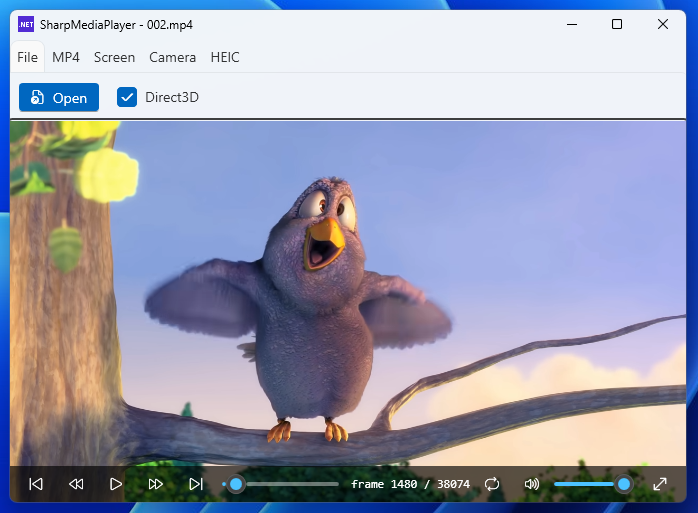 .NET SharpMediaPlayer - 002.mp4
File MP4 Screen Camera HEIC
Open Direct3D
frame 1480 / 38074